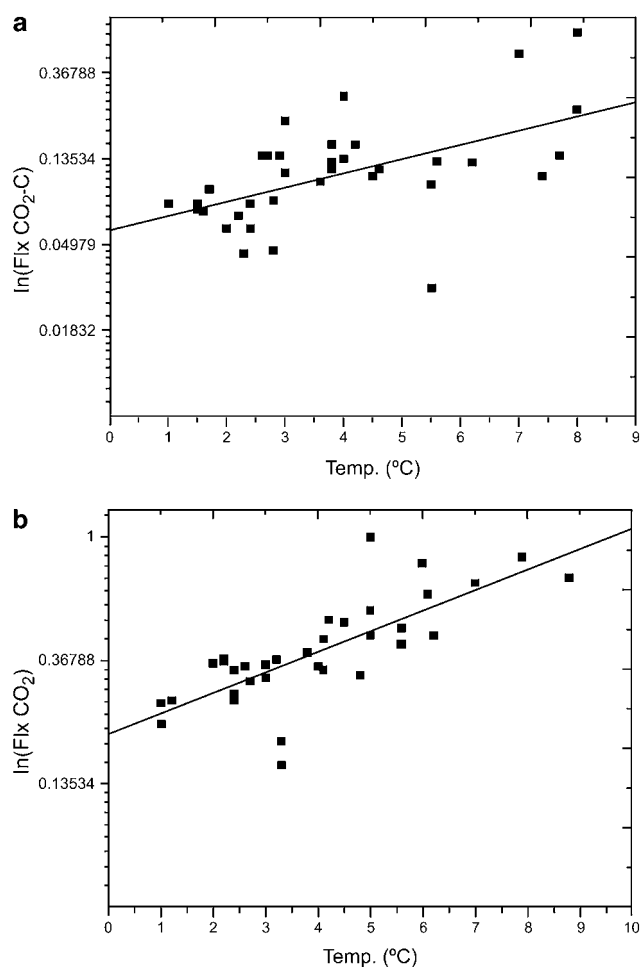 a
0.36788
0.13534
0.04979
0.01832
ln(Flx CO₂-C)
0 1 2 3 4 5 6 7 8 9
Temp. (ºC)
b
1
0.36788
0.13534
ln(Flx CO₂)
0 1 2 3 4 5 6 7 8 9 10
Temp. (ºC)